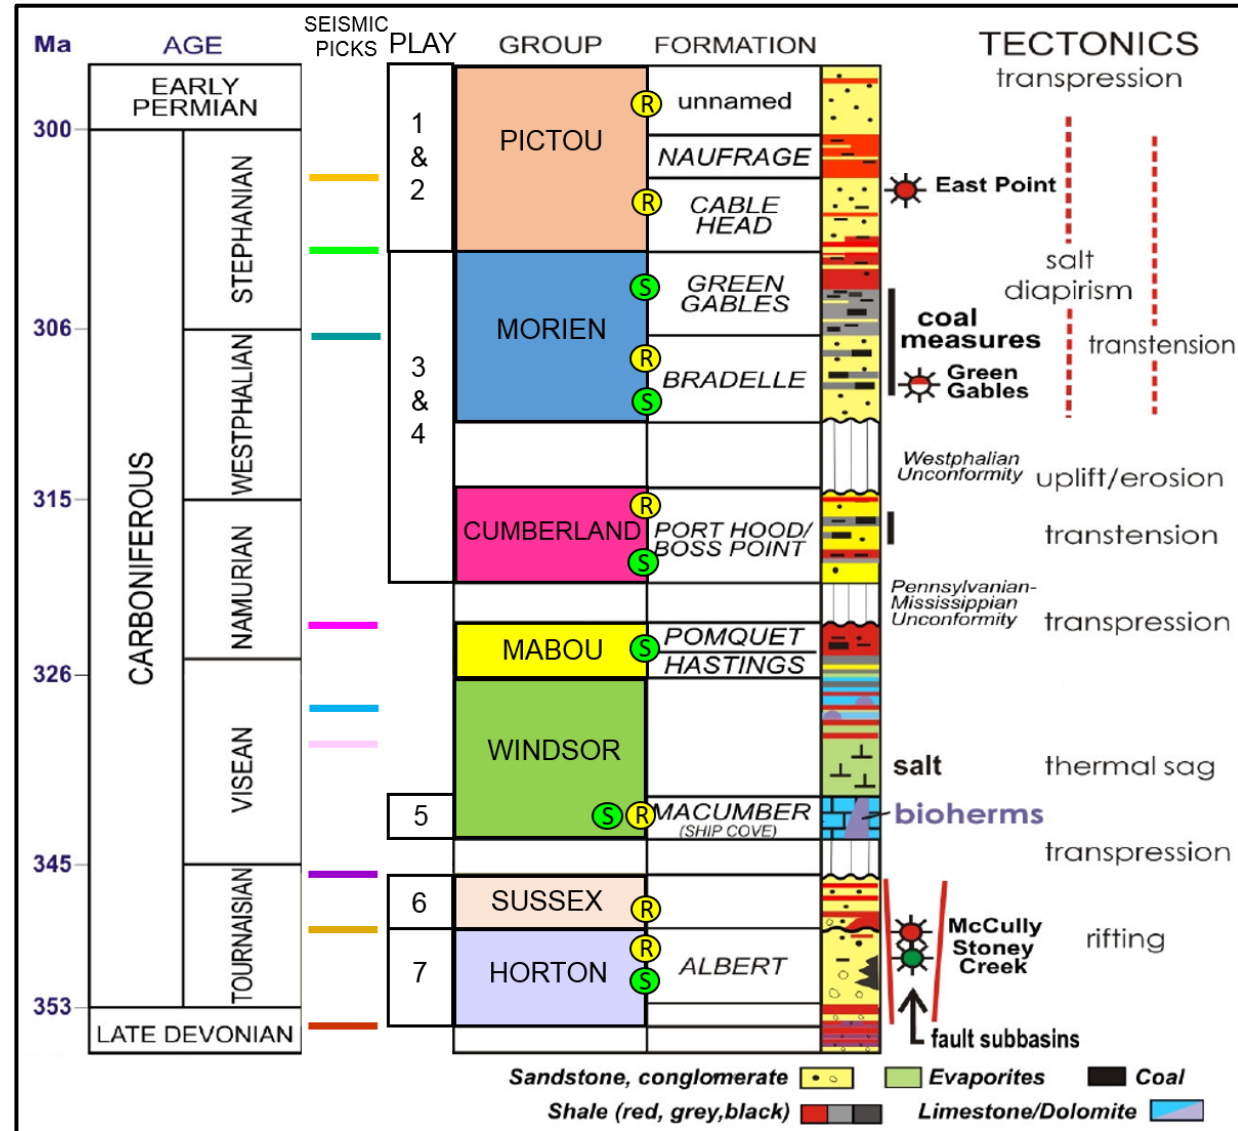 Ma
AGE
SEISMIC
PICKS
PLAY
GROUP
FORMATION
TECTONICS
transpression
EARLY
PERMIAN
300
1
&
2
PICTOU
R
unnamed
NAUFRAGE
STEPHANIAN
R
CABLE
HEAD
East Point
S
GREEN
GABLES
salt
diapirism
306
MORIEN
coal
measures
transtension
R
BRADELLE
Green
Gables
S
3
&
4
WESTPHALIAN
CARBONIFEROUS
Westphalian
Unconformity
uplift/erosion
315
R
CUMBERLAND
PORT HOOD/
BOSS POINT
transtension
S
NAMURIAN
Pennsylvanian-
Mississippian
Unconformity
transpression
MABOU
S
POMQUET
HASTINGS
326
WINDSOR
VISEAN
salt
thermal sag
5
S
R
MACUMBER
(SHIP COVE)
bioherms
transpression
345
6
SUSSEX
R
TOURNAISIAN
McCully
Stoney
Creek
rifting
7
HORTON
R
S
ALBERT
353
LATE DEVONIAN
fault subbasins
Sandstone, conglomerate
Evaporites
Coal
Shale (red, grey,black)
Limestone/Dolomite